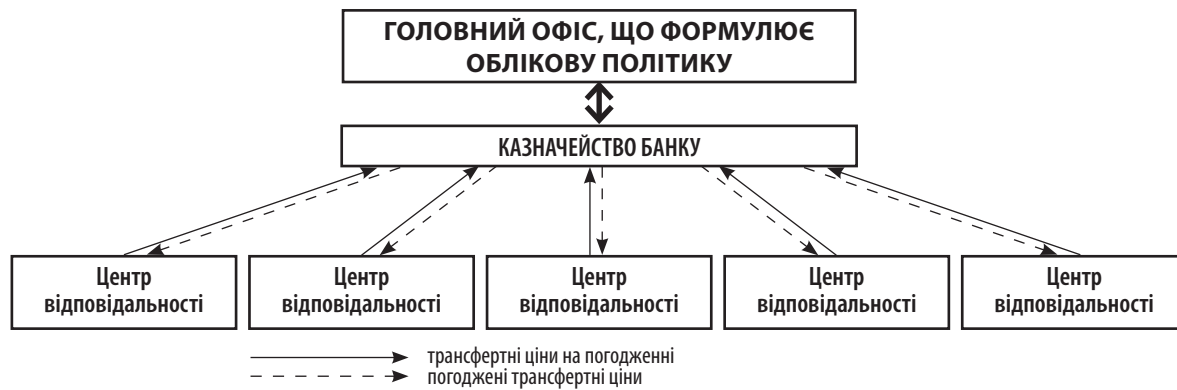 ГОЛОВНИЙ ОФІС, ЩО ФОРМУЛЮЄ
ОБЛІКОВУ ПОЛІТИКУ
КАЗНАЧЕЙСТВО БАНКУ
Центр
відповідальності
Центр
відповідальності
Центр
відповідальності
Центр
відповідальності
Центр
відповідальності
трансфертні ціни на погодженні
погоджені трансфертні ціни